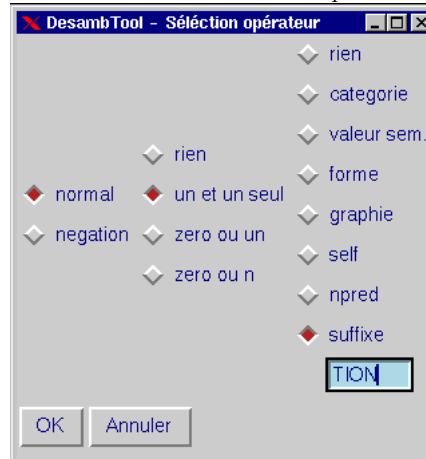 DesambTool - Séléction opérateur
rien
categorie
valeur sem.
rien
forme
normal
un et un seul
graphie
negation
zero ou un
self
zero ou n
npred
suffixe
TION
OK
Annuler